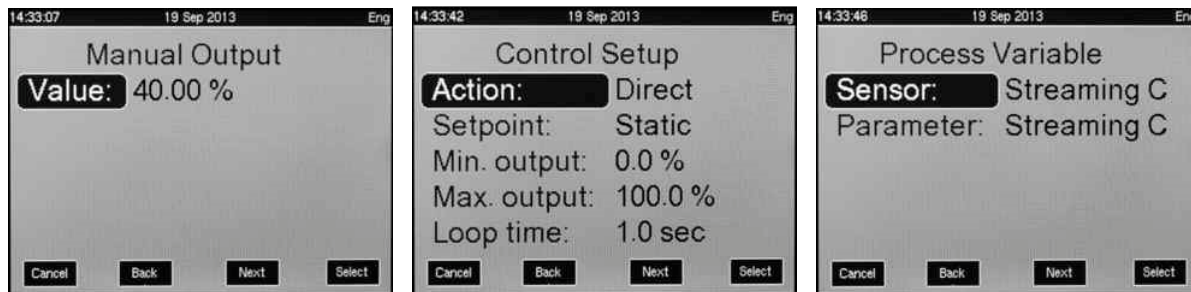 14:33:07 19 Sep 2013 Eng
Manual Output
Value: 40.00 %
Cancel Back Next Select
14:33:42 19 Sep 2013 Eng
Control Setup
Action: Direct
Setpoint: Static
Min. output: 0.0 %
Max. output: 100.0 %
Loop time: 1.0 sec
Cancel Back Next Select
14:33:46 19 Sep 2013 Eng
Process Variable
Sensor: Streaming C
Parameter: Streaming C
Cancel Back Next Select